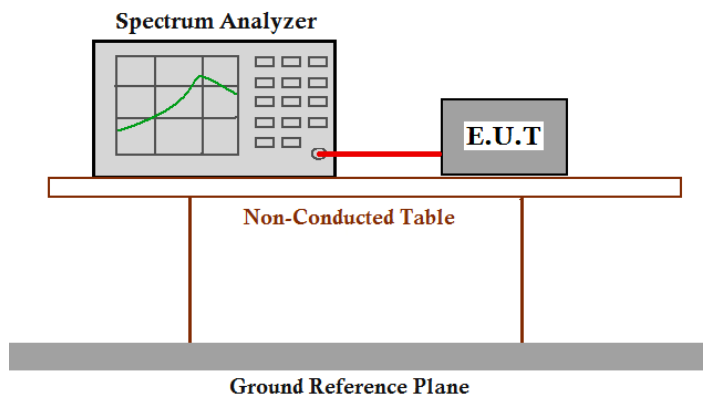 Spectrum Analyzer
E.U.T
Non-Conducted Table
Ground Reference Plane